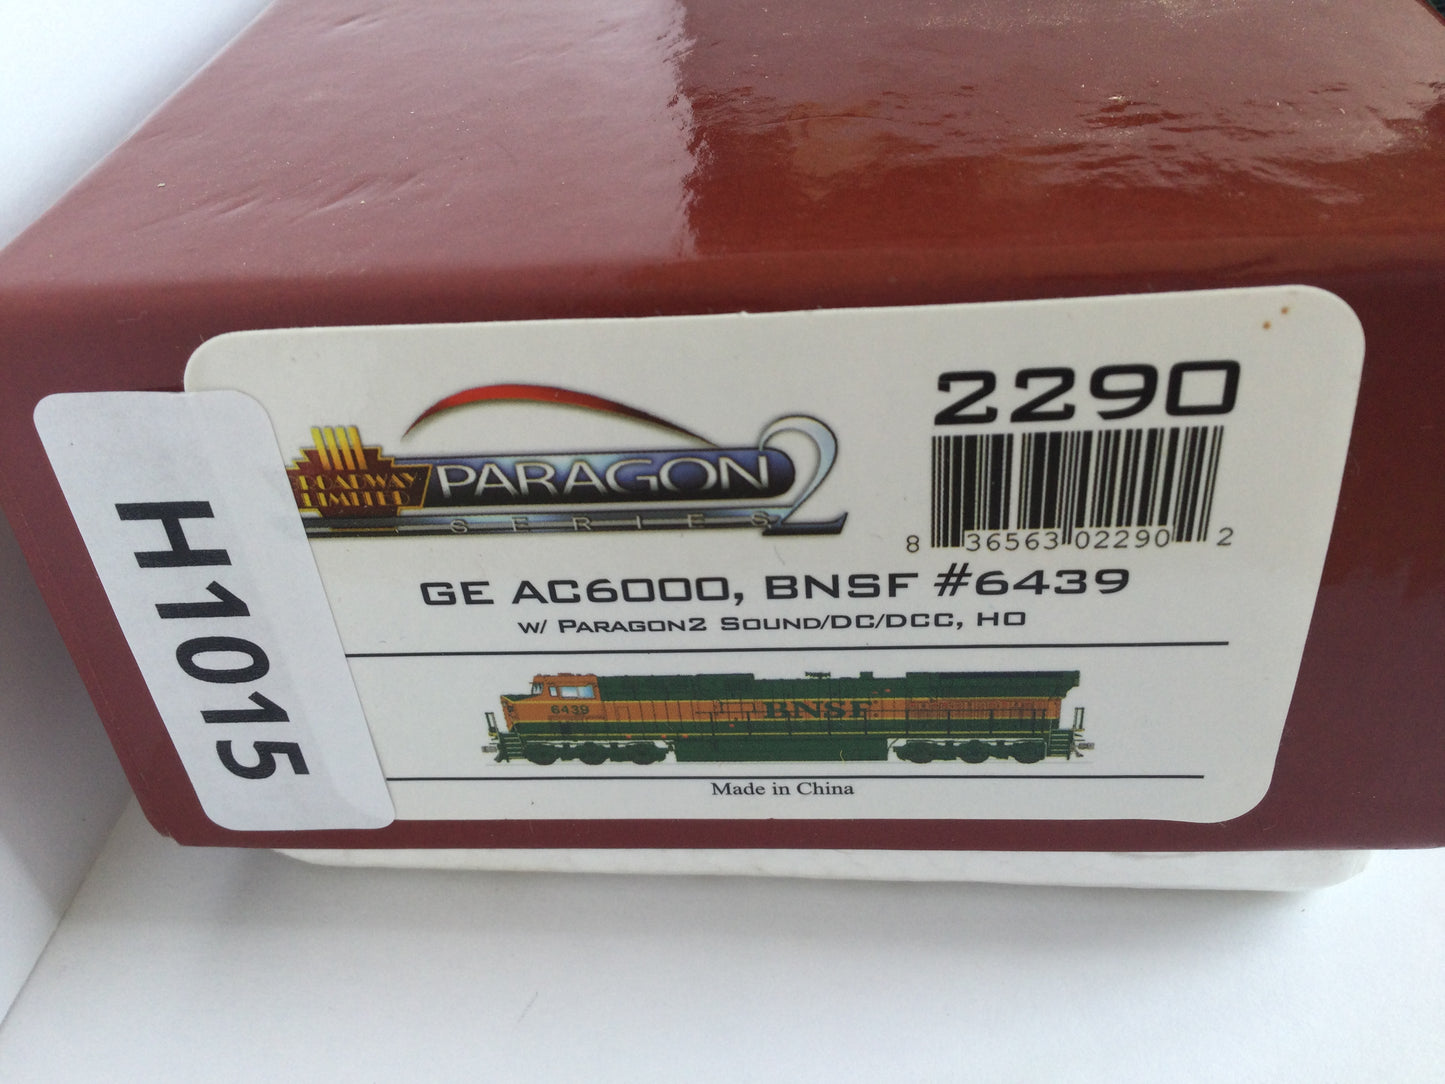 H1015
BROADWAY
LIMITED
PARAGON 2
SERIES
2290
8 36563 02290 2
GE AC6000, BNSF #6439
w/ Paragon2 Sound/DC/DCC, HO
6439
BNSF
Made in China